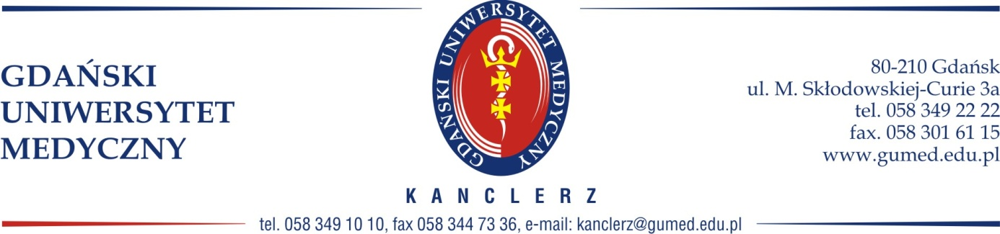 GDAŃSKI
UNIWERSYTET
MEDYCZNY
GDAŃSKI UNIWERSYTET MEDYCZNY
80-210 Gdańsk
ul. M. Skłodowskiej-Curie 3a
tel. 058 349 22 22
fax. 058 301 61 15
www.gumed.edu.pl
KANCLERZ
tel. 058 349 10 10, fax 058 344 73 36, e-mail: kanclerz@gumed.edu.pl